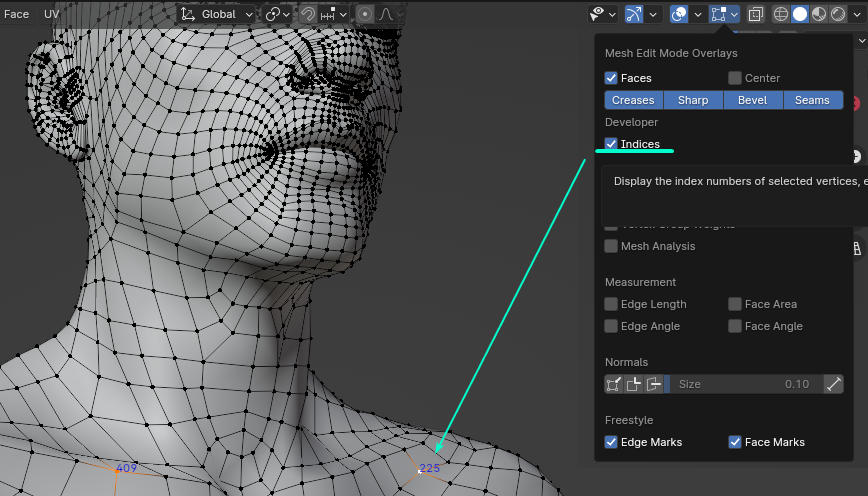 Face UV Global
Mesh Edit Mode Overlays
Faces Center
Creases Sharp Bevel Seams
Developer
Indices
Display the index numbers of selected vertices, e
Vertex Group Weights
Mesh Analysis
Measurement
Edge Length Face Area
Edge Angle Face Angle
Normals
Size 0.10
Freestyle
Edge Marks Face Marks
409 225